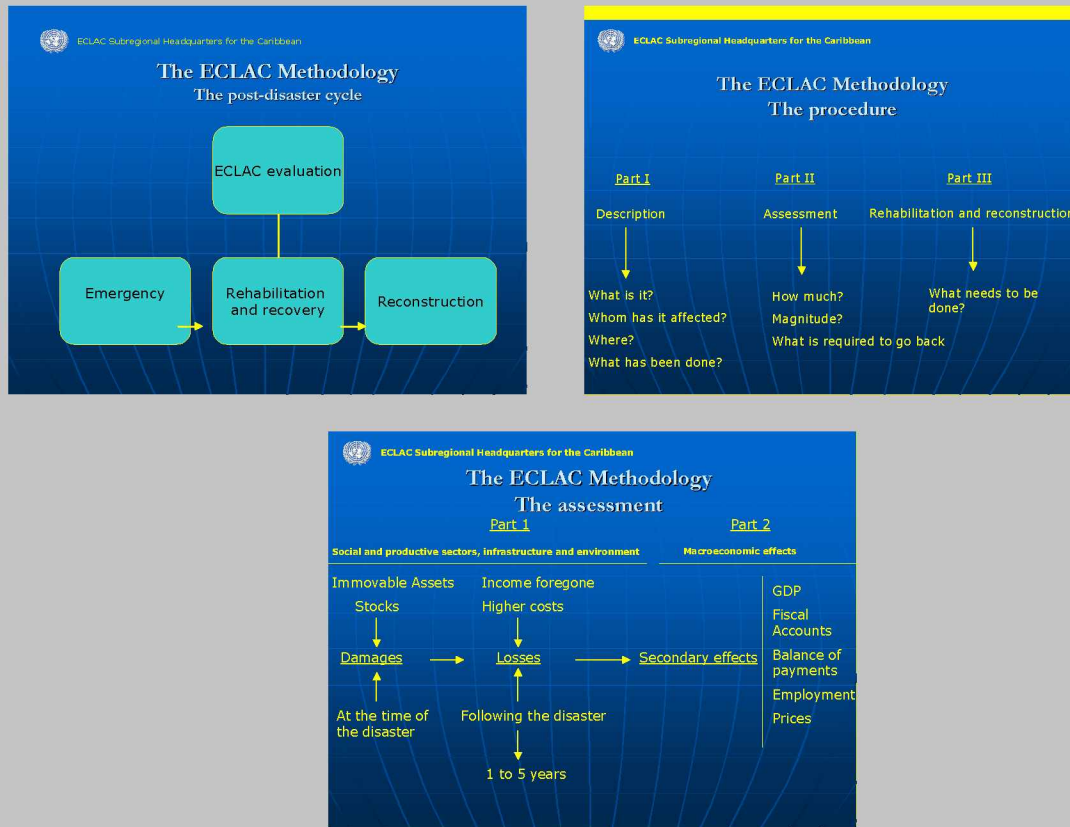 ECLAC Subregional Headquarters for the Caribbean
The ECLAC Methodology
The post-disaster cycle
ECLAC evaluation
Emergency
Rehabilitation
and recovery
Reconstruction
ECLAC Subregional Headquarters for the Caribbean
The ECLAC Methodology
The procedure
Part I
Part II
Part III
Description
Assessment
Rehabilitation and reconstruction
What is it?
Whom has it affected?
Where?
What has been done?
How much?
Magnitude?
What is required to go back
What needs to be
done?
ECLAC Subregional Headquarters for the Caribbean
The ECLAC Methodology
The assessment
Part 1
Part 2
Social and productive sectors, infrastructure and environment
Macroeconomic effects
Immovable Assets
Stocks
Income foregone
Higher costs
Damages
Losses
Secondary effects
At the time of
the disaster
Following the disaster
1 to 5 years
GDP
Fiscal
Accounts
Balance of
payments
Employment
Prices